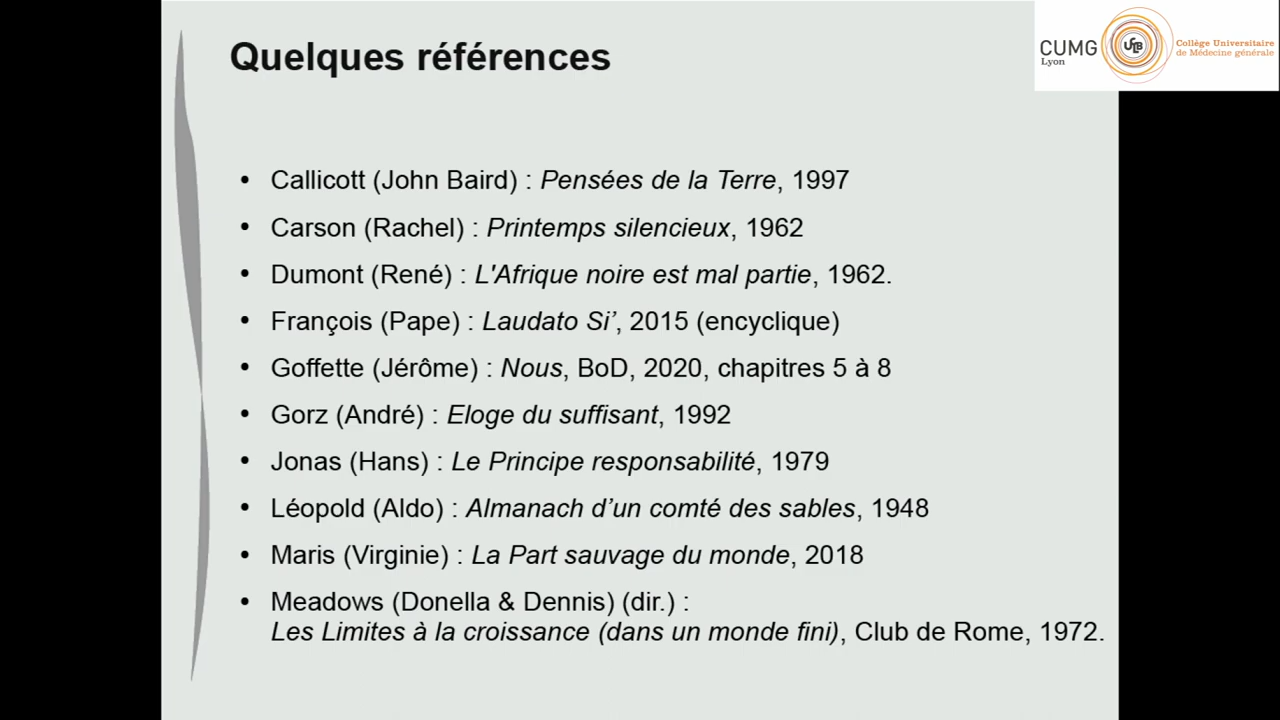 Quelques références
CUMG
Lyon
UCLB
Collège Universitaire
de Médecine générale
• Callicott (John Baird) : Pensées de la Terre, 1997
• Carson (Rachel) : Printemps silencieux, 1962
• Dumont (René) : L'Afrique noire est mal partie, 1962.
• François (Pape) : Laudato Si’, 2015 (encyclique)
• Goffette (Jérôme) : Nous, BoD, 2020, chapitres 5 à 8
• Gorz (André) : Eloge du suffisant, 1992
• Jonas (Hans) : Le Principe responsabilité, 1979
• Léopold (Aldo) : Almanach d’un comté des sables, 1948
• Maris (Virginie) : La Part sauvage du monde, 2018
• Meadows (Donella & Dennis) (dir.) :
Les Limites à la croissance (dans un monde fini), Club de Rome, 1972.